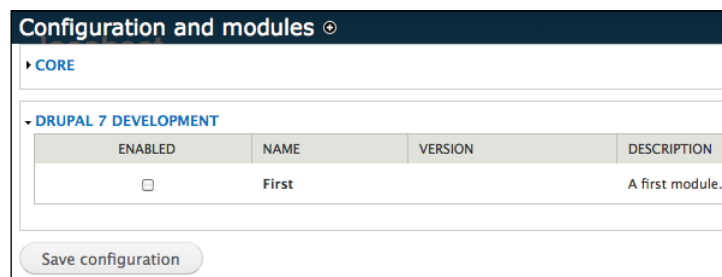 Configuration and modules
CORE
DRUPAL 7 DEVELOPMENT
ENABLED NAME VERSION DESCRIPTION
First A first module.
Save configuration